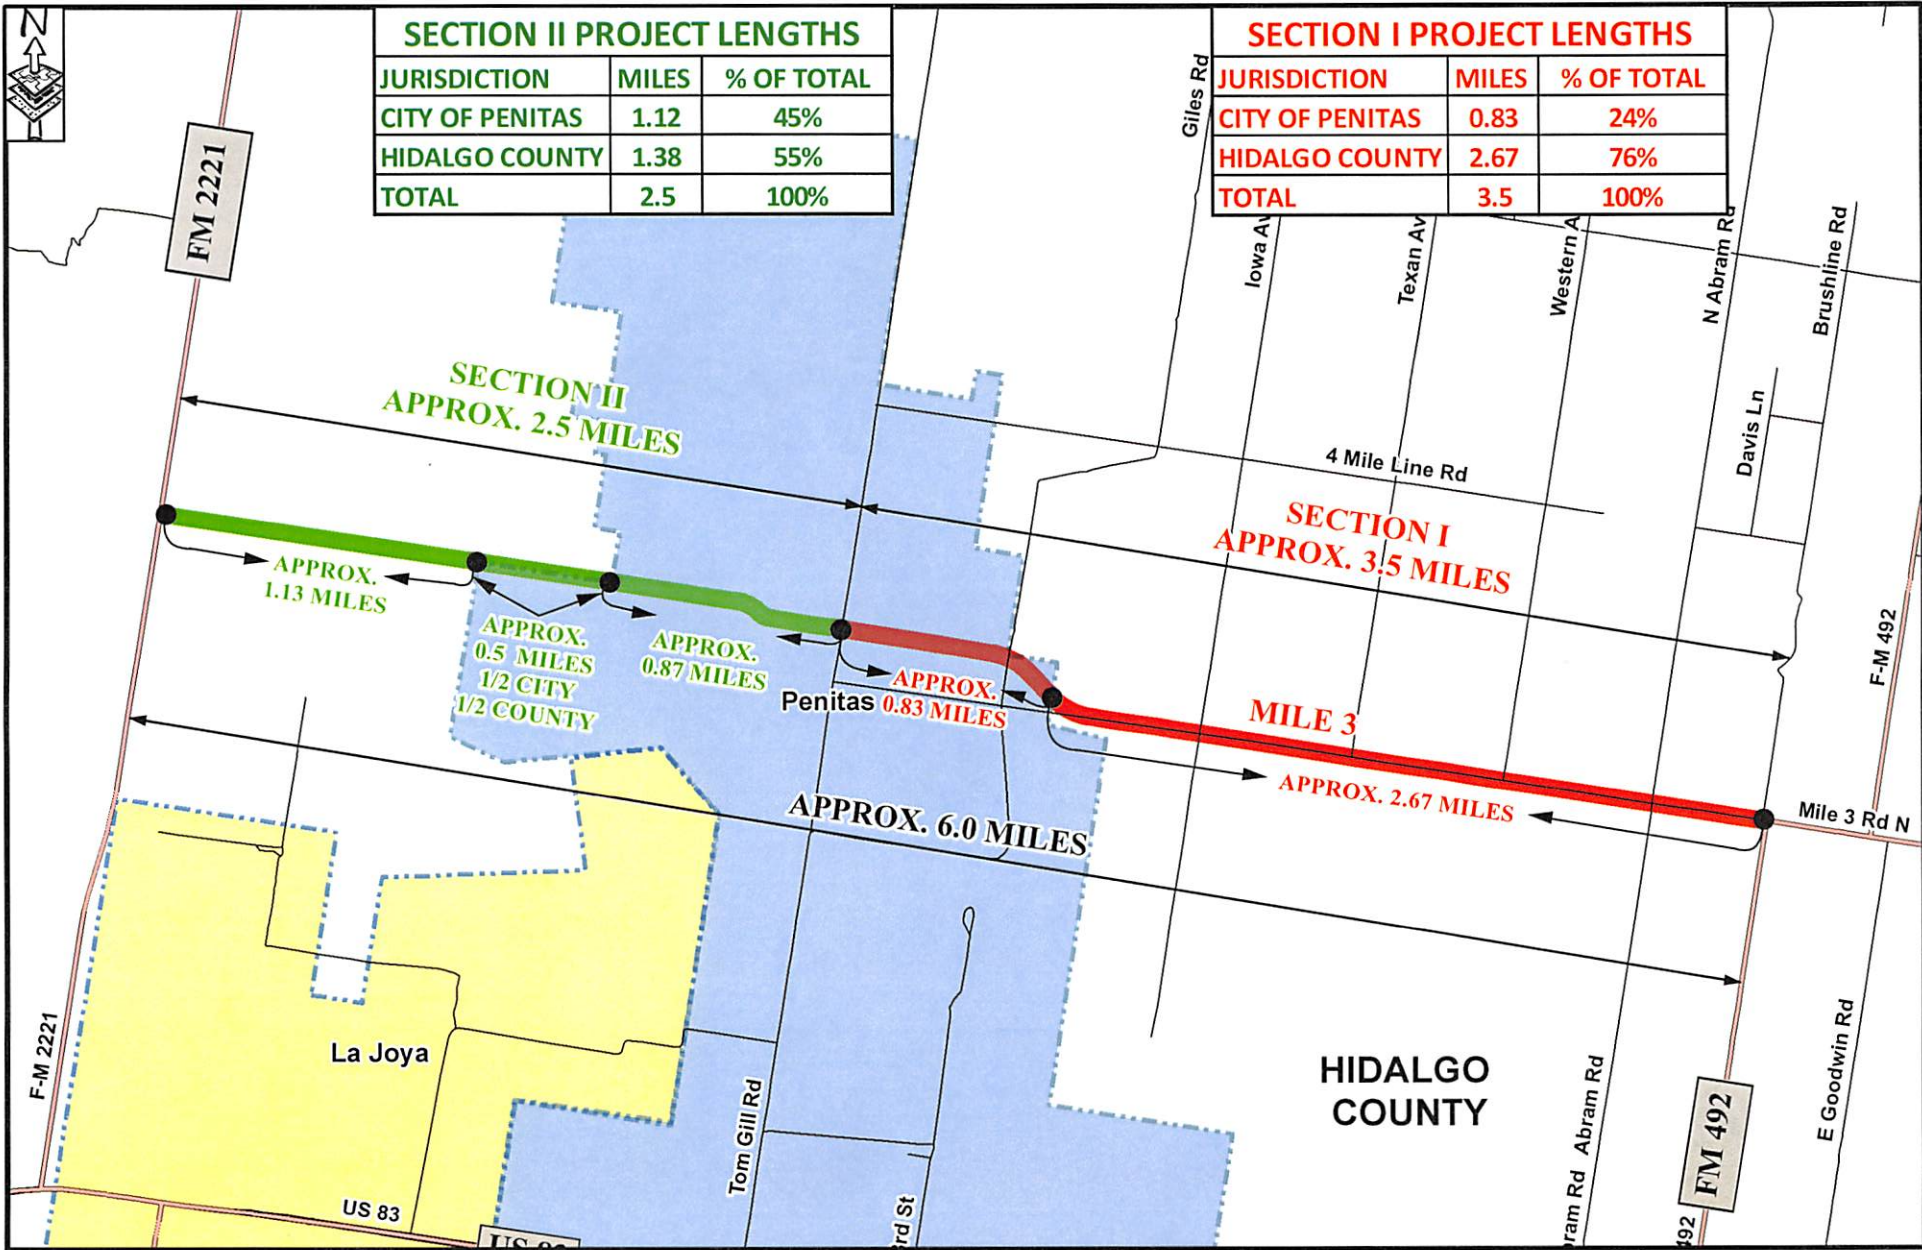 N
SECTION II PROJECT LENGTHS
JURISDICTION MILES % OF TOTAL
CITY OF PENITAS 1.12 45%
HIDALGO COUNTY 1.38 55%
TOTAL 2.5 100%
SECTION I PROJECT LENGTHS
JURISDICTION MILES % OF TOTAL
CITY OF PENITAS 0.83 24%
HIDALGO COUNTY 2.67 76%
TOTAL 3.5 100%
FM 2221
Giles Rd
Iowa Av
Texan Av
Western A
N Abram Rd
Brushline Rd
SECTION II
APPROX. 2.5 MILES
Davis Ln
4 Mile Line Rd
SECTION I
APPROX. 3.5 MILES
APPROX.
1.13 MILES
APPROX.
0.5 MILES
1/2 CITY
1/2 COUNTY
APPROX.
0.87 MILES
Penitas
APPROX.
0.83 MILES
MILE 3
APPROX. 2.67 MILES
F-M 492
Mile 3 Rd N
APPROX. 6.0 MILES
La Joya
F-M 2221
HIDALGO
COUNTY
Tom Gill Rd
Abram Rd
E Goodwin Rd
FM 492
US 83
rd St
ram Rd
492